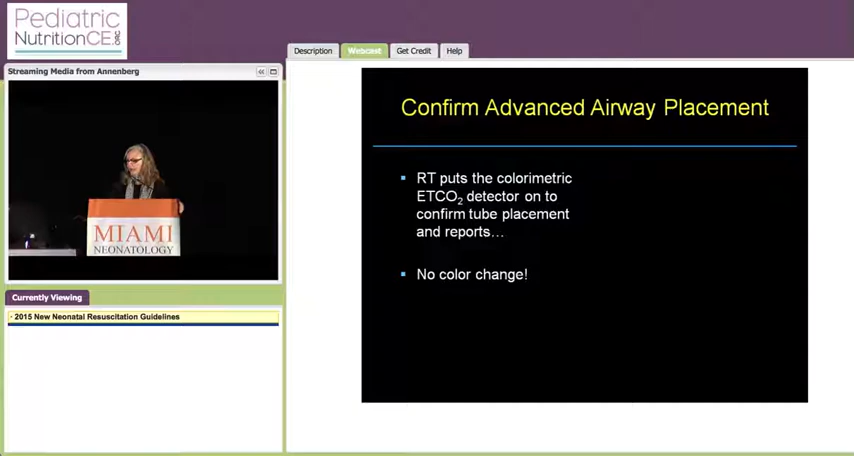 Pediatric
NutritionCE.ORG
Description
Webcast
Get Credit
Help
Streaming Media from Annenberg
MIAMI
NEONATOLOGY
Currently Viewing
· 2015 New Neonatal Resuscitation Guidelines
Confirm Advanced Airway Placement
▪ RT puts the colorimetric
ETCO₂ detector on to
confirm tube placement
and reports…
▪ No color change!